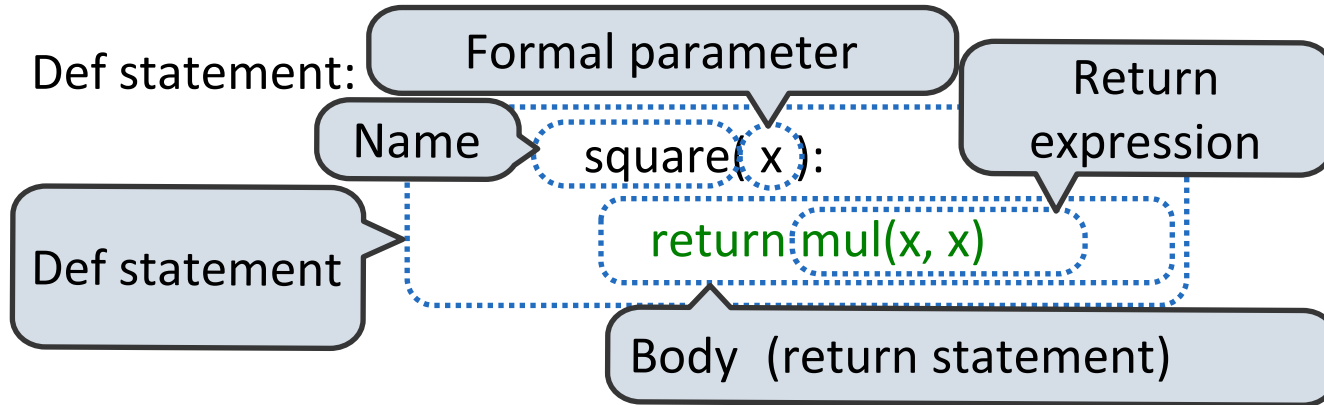 Formal parameter
Def statement:
Return
expression
Name
square( x ):
return mul(x, x)
Def statement
Body (return statement)